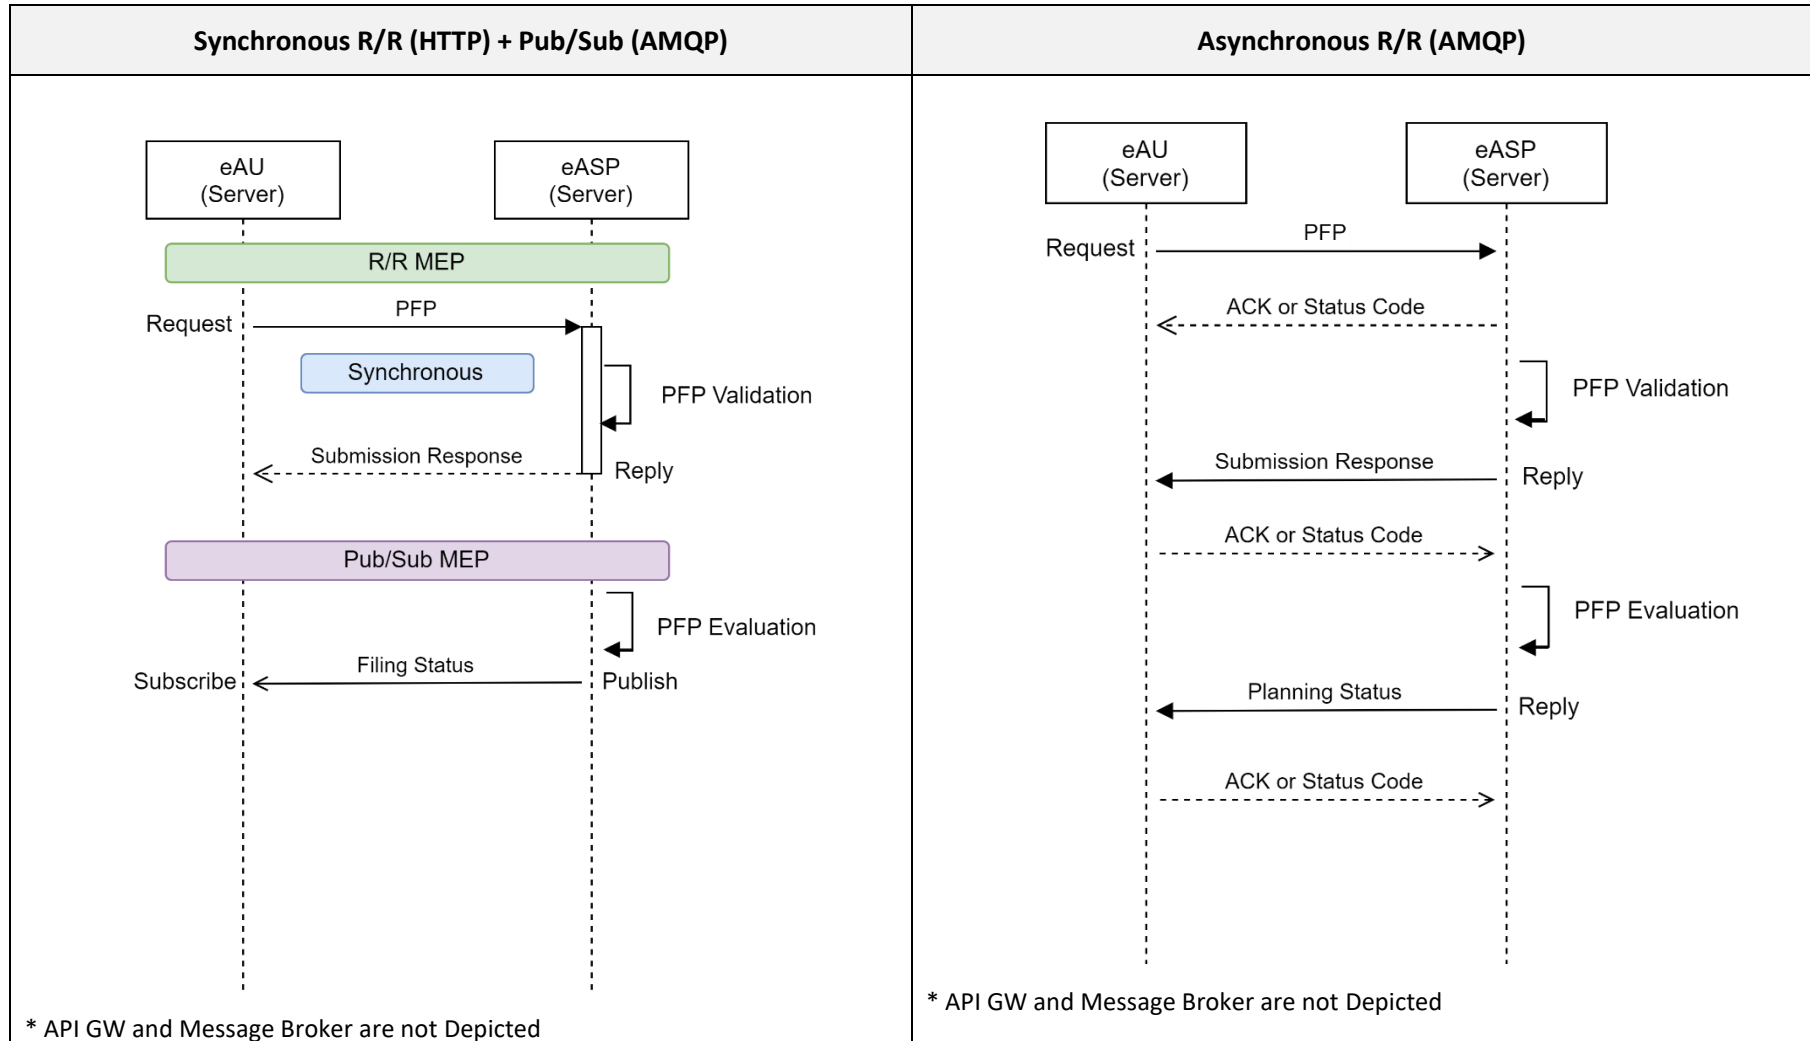 Synchronous R/R (HTTP) + Pub/Sub (AMQP)
eAU
(Server)
eASP
(Server)
R/R MEP
Request
PFP
Synchronous
PFP Validation
Submission Response
Reply
Pub/Sub MEP
PFP Evaluation
Subscribe
Filing Status
Publish
* API GW and Message Broker are not Depicted
Asynchronous R/R (AMQP)
eAU
(Server)
eASP
(Server)
Request
PFP
ACK or Status Code
PFP Validation
Submission Response
Reply
ACK or Status Code
PFP Evaluation
Planning Status
Reply
ACK or Status Code
* API GW and Message Broker are not Depicted